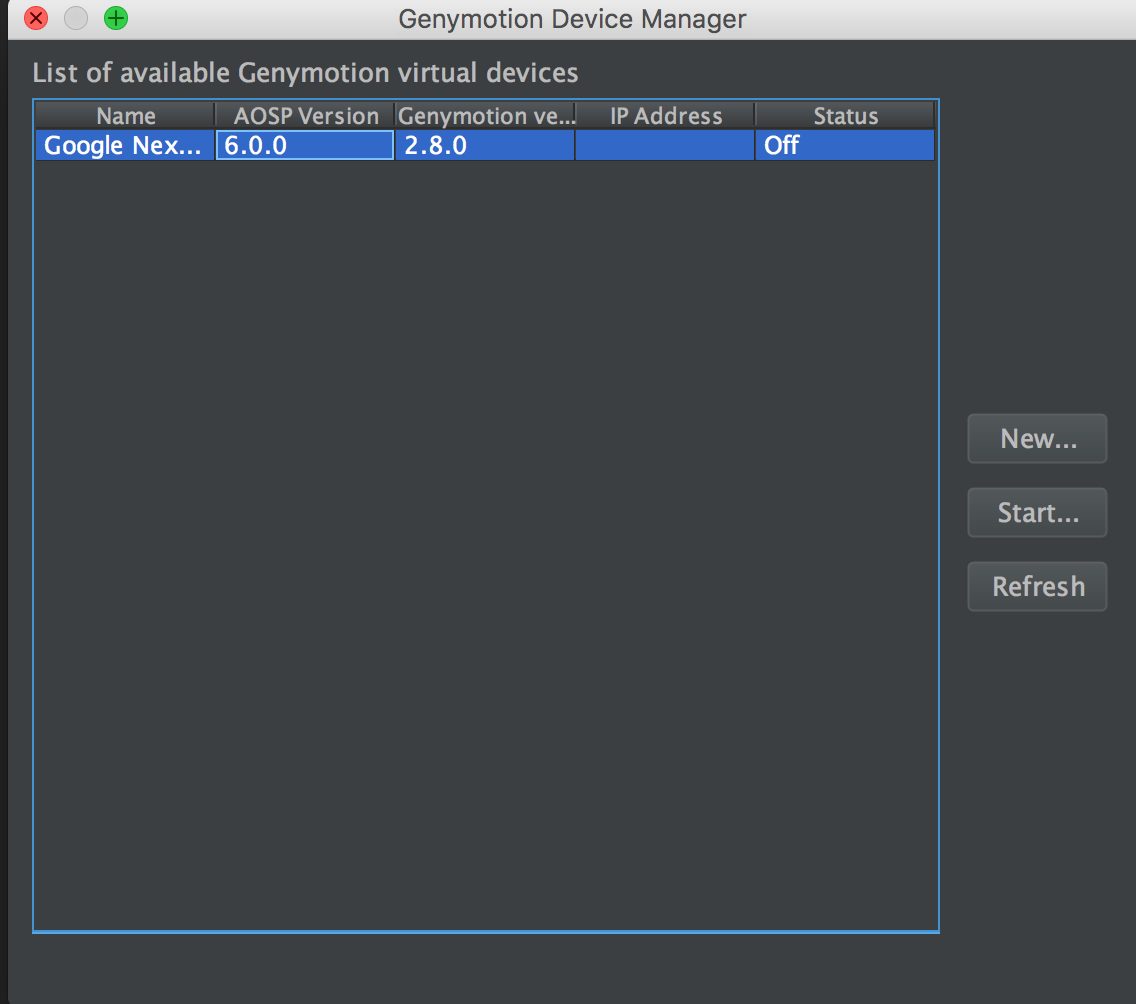 Genymotion Device Manager
List of available Genymotion virtual devices
Name AOSP Version Genymotion ve... IP Address Status
Google Nex... 6.0.0 2.8.0 Off
New...
Start...
Refresh